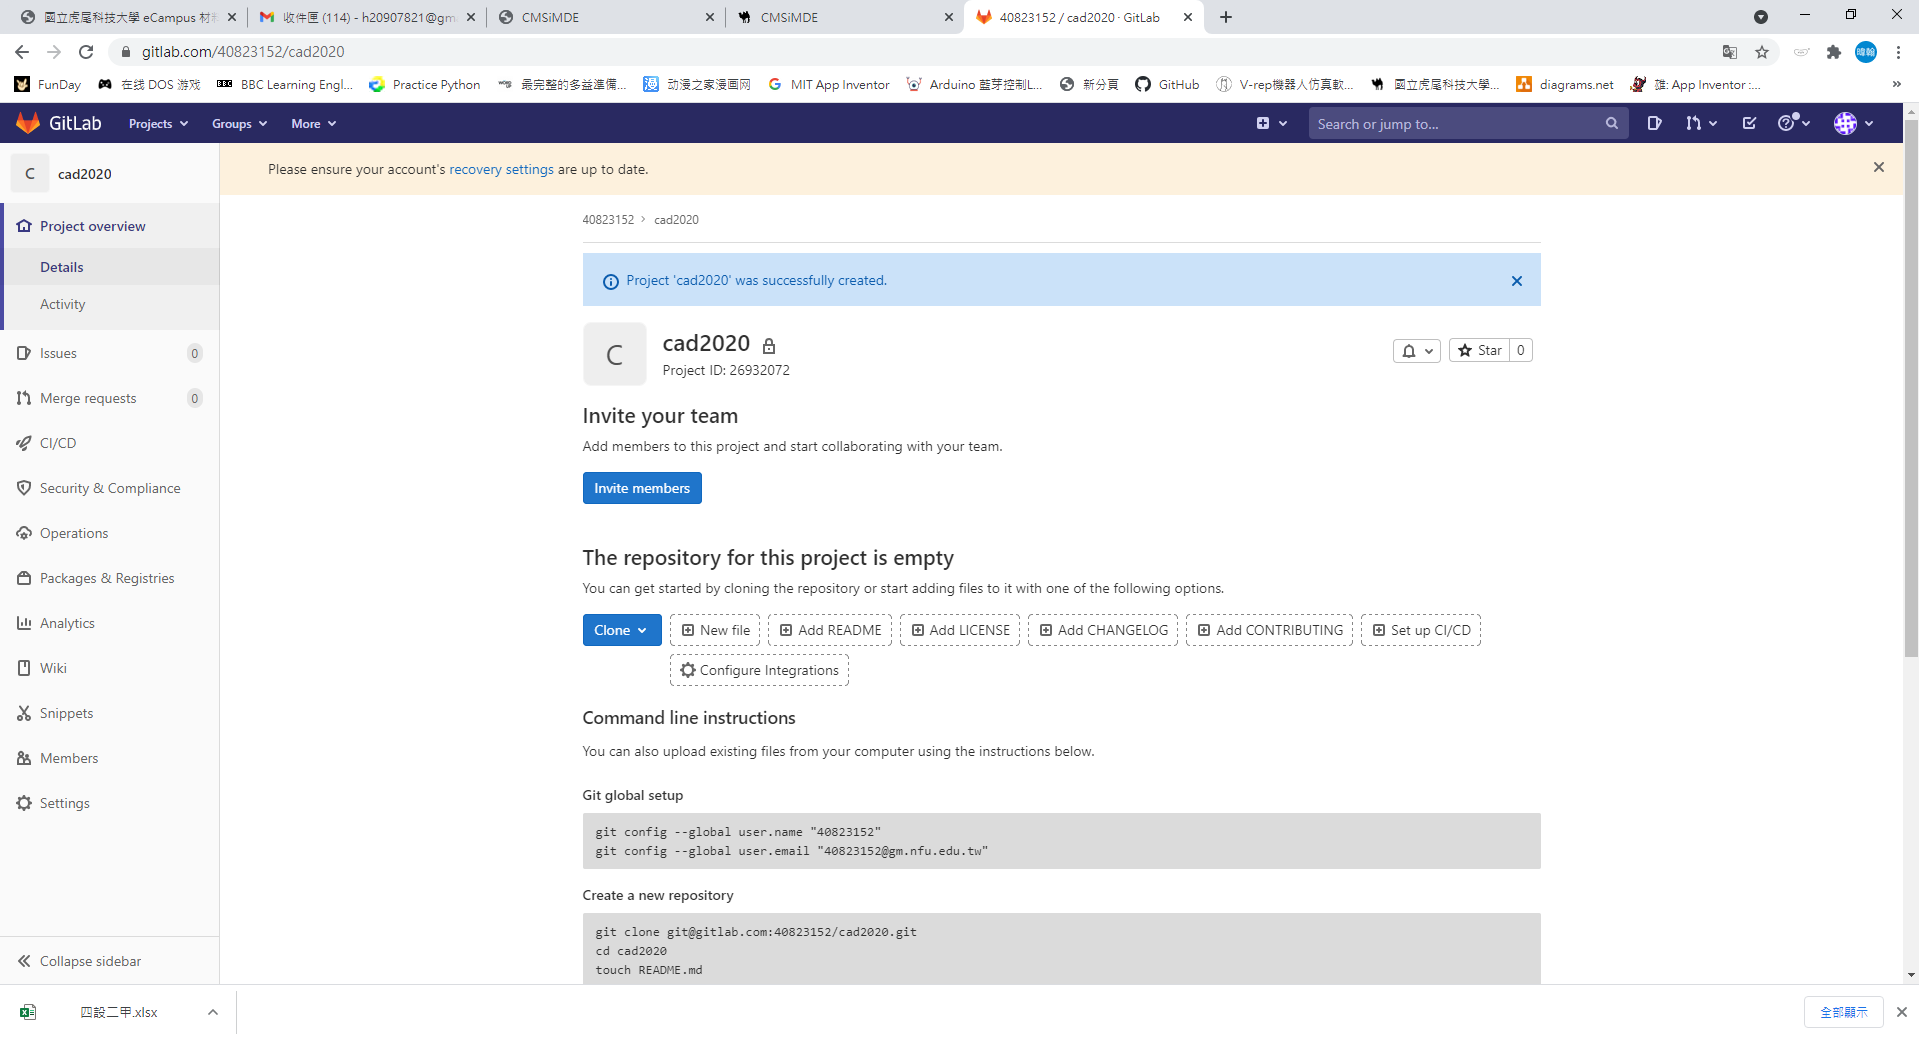 國立虎尾科技大學 eCampus 材料
收件匣 (114) - h20907821@gm
CMSiMDE
CMSiMDE
40823152 / cad2020 · GitLab
gitlab.com/40823152/cad2020
FunDay
在线 DOS 游戏
BBC Learning Engl...
Practice Python
最完整的多益準備...
动漫之家漫画网
MIT App Inventor
Arduino 藍芽控制L...
新分頁
GitHub
V-rep機器人仿真軟...
國立虎尾科技大學...
diagrams.net
雄: App Inventor :...
GitLab Projects Groups More
Search or jump to...
C cad2020
Please ensure your account's recovery settings are up to date.
Project overview
Details
Activity
Issues 0
Merge requests 0
CI/CD
Security & Compliance
Operations
Packages & Registries
Analytics
Wiki
Snippets
Members
Settings
Collapse sidebar
40823152 > cad2020
Project 'cad2020' was successfully created.
C
cad2020
Project ID: 26932072
Star 0
Invite your team
Add members to this project and start collaborating with your team.
Invite members
The repository for this project is empty
You can get started by cloning the repository or start adding files to it with one of the following options.
Clone New file Add README Add LICENSE Add CHANGELOG Add CONTRIBUTING Set up CI/CD
Configure Integrations
Command line instructions
You can also upload existing files from your computer using the instructions below.
Git global setup
git config --global user.name "40823152"
git config --global user.email "40823152@gm.nfu.edu.tw"
Create a new repository
git clone git@gitlab.com:40823152/cad2020.git
cd cad2020
touch README.md
四設二甲.xlsx
全部顯示